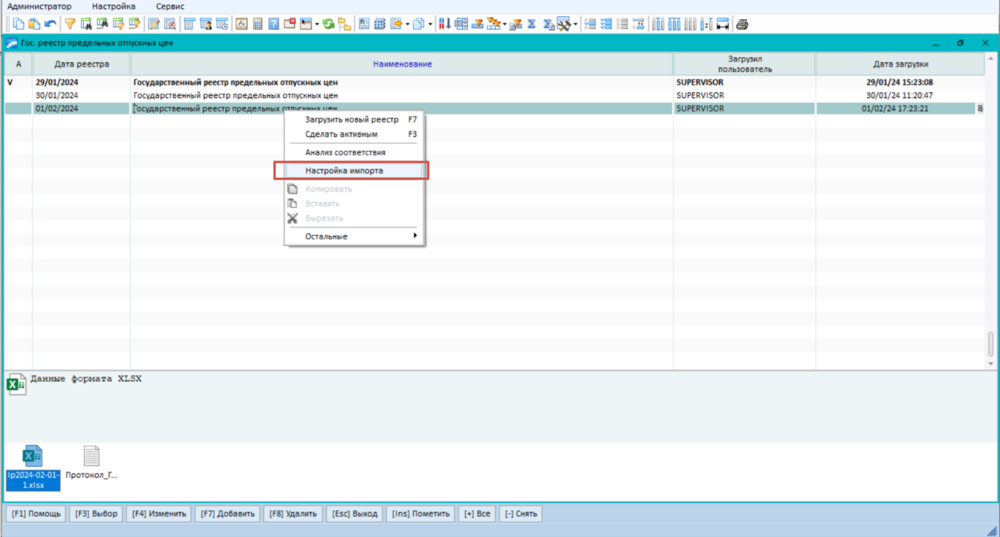 Администратор Настройка Сервис
Гос. реестр предельных отпускных цен
А Дата реестра Наименование Загрузил пользователь Дата загрузки
V 29/01/2024 Государственный реестр предельных отпускных цен SUPERVISOR 29/01/24 15:23:08
30/01/2024 Государственный реестр предельных отпускных цен SUPERVISOR 30/01/24 11:20:47
01/02/2024 Государственный реестр предельных отпускных цен SUPERVISOR 01/02/24 17:23:21
Загрузить новый реестр F7
Сделать активным F3
Анализ соответствия
Настройка импорта
Копировать
Вставить
Вырезать
Остальные
Данные формата XLSX
lp2024-02-01-
1.xlsx
Протокол_Г...
[F1] Помощь [F3] Выбор [F4] Изменить [F7] Добавить [F8] Удалить [Esc] Выход [Ins] Пометить [+] Все [-] Снять